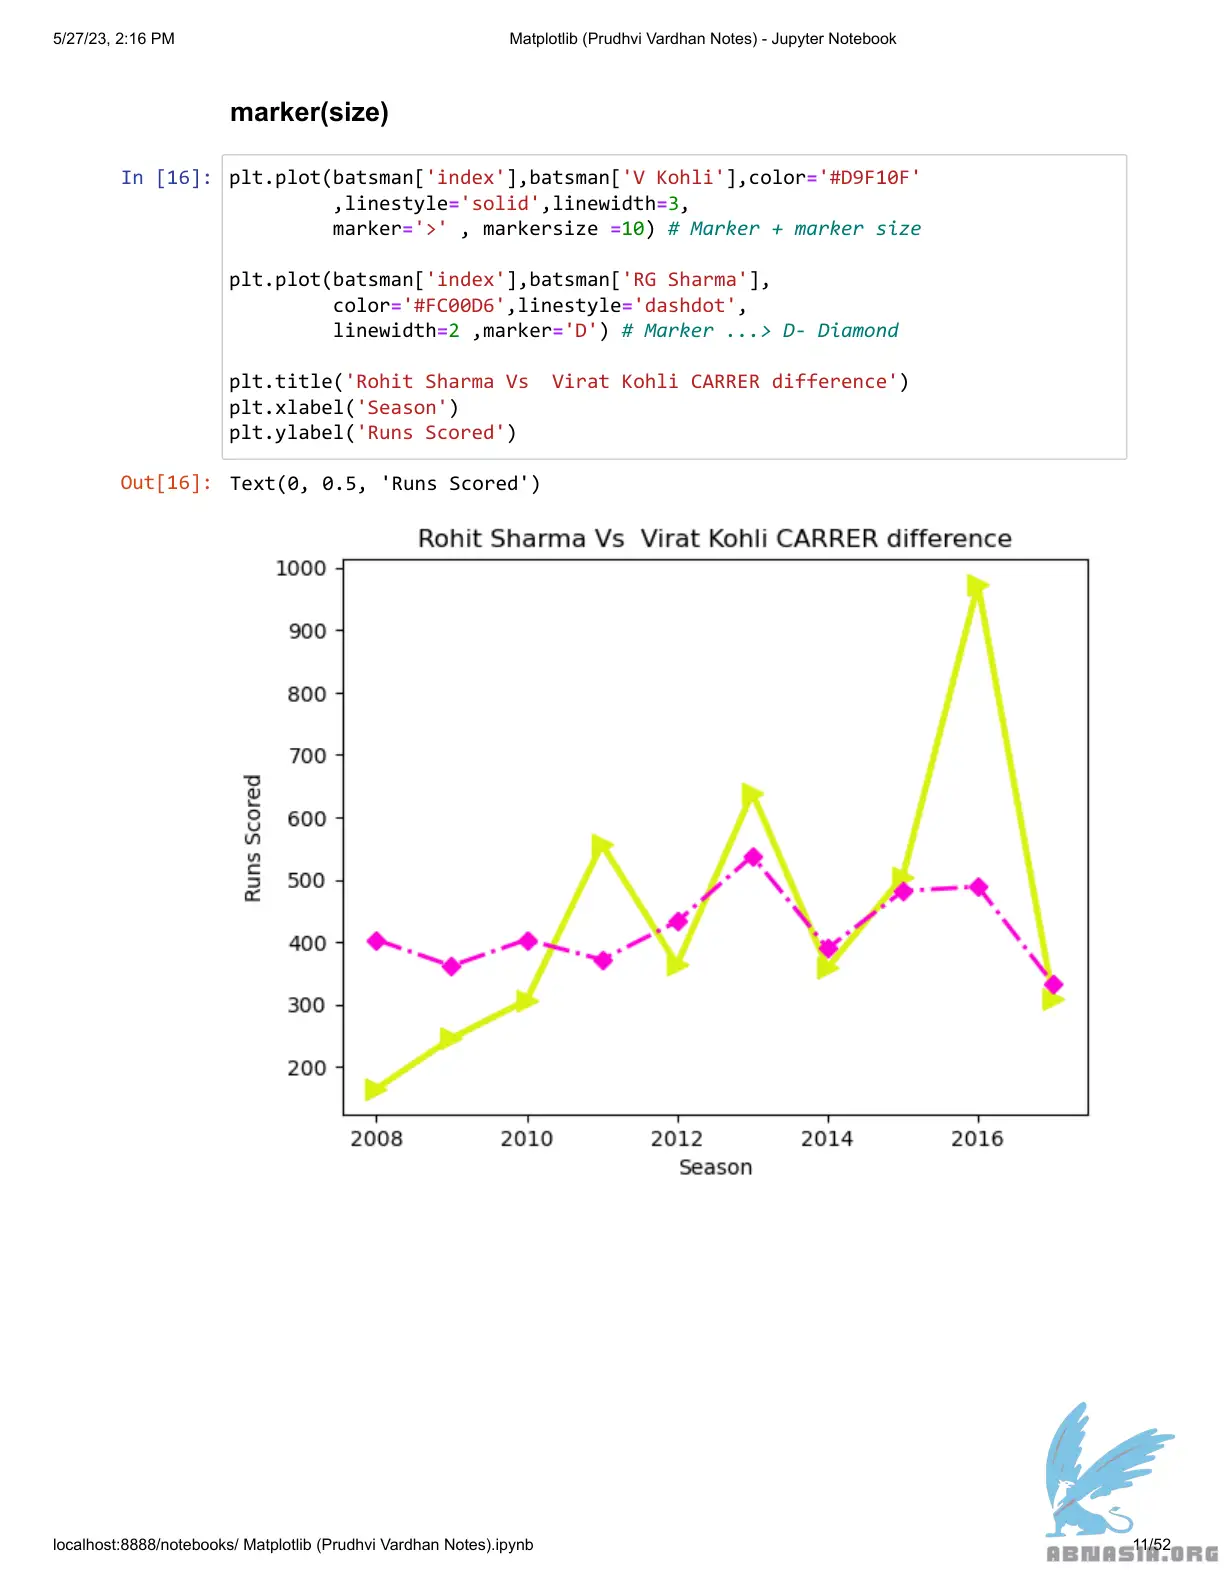 5/27/23, 2:16 PM
Matplotlib (Prudhvi Vardhan Notes) - Jupyter Notebook
marker(size)
In [16]: plt.plot(batsman['index'],batsman['V Kohli'],color='#D9F10F'
,linestyle='solid',linewidth=3,
marker='>' , markersize =10) # Marker + marker size
plt.plot(batsman['index'],batsman['RG Sharma'],
color='#FC00D6',linestyle='dashdot',
linewidth=2 ,marker='D') # Marker ...> D- Diamond
plt.title('Rohit Sharma Vs  Virat Kohli CARRER difference')
plt.xlabel('Season')
plt.ylabel('Runs Scored')
Out[16]: Text(0, 0.5, 'Runs Scored')
Rohit Sharma Vs  Virat Kohli CARRER difference
1000
900
800
700
600
500
400
300
200
Runs Scored
2008 2010 2012 2014 2016
Season
localhost:8888/notebooks/ Matplotlib (Prudhvi Vardhan Notes).ipynb
11/52
ABNASIA.ORG